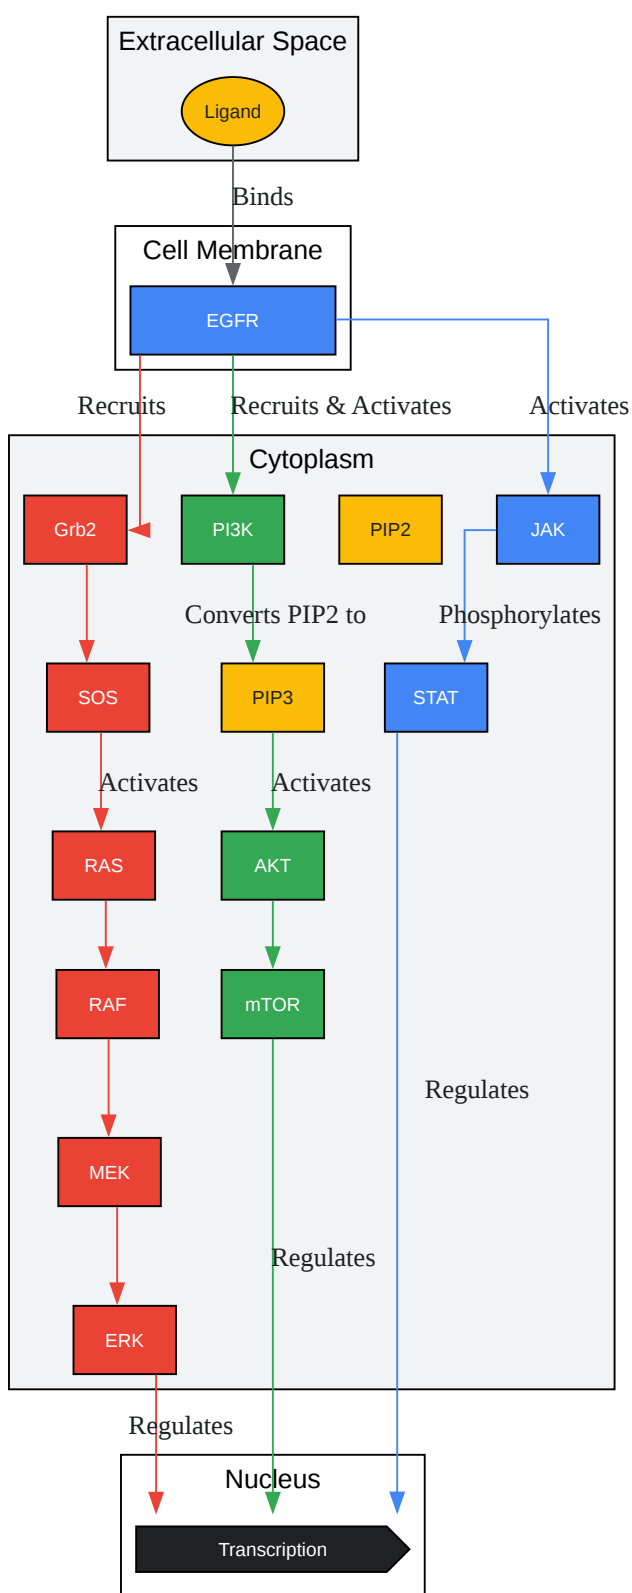 Extracellular Space
Ligand
Binds
Cell Membrane
EGFR
Recruits
Recruits & Activates
Activates
Cytoplasm
Grb2
PI3K
PIP2
JAK
Converts PIP2 to
Phosphorylates
SOS
PIP3
STAT
Activates
Activates
RAS
AKT
RAF
mTOR
Regulates
MEK
Regulates
ERK
Regulates
Nucleus
Transcription